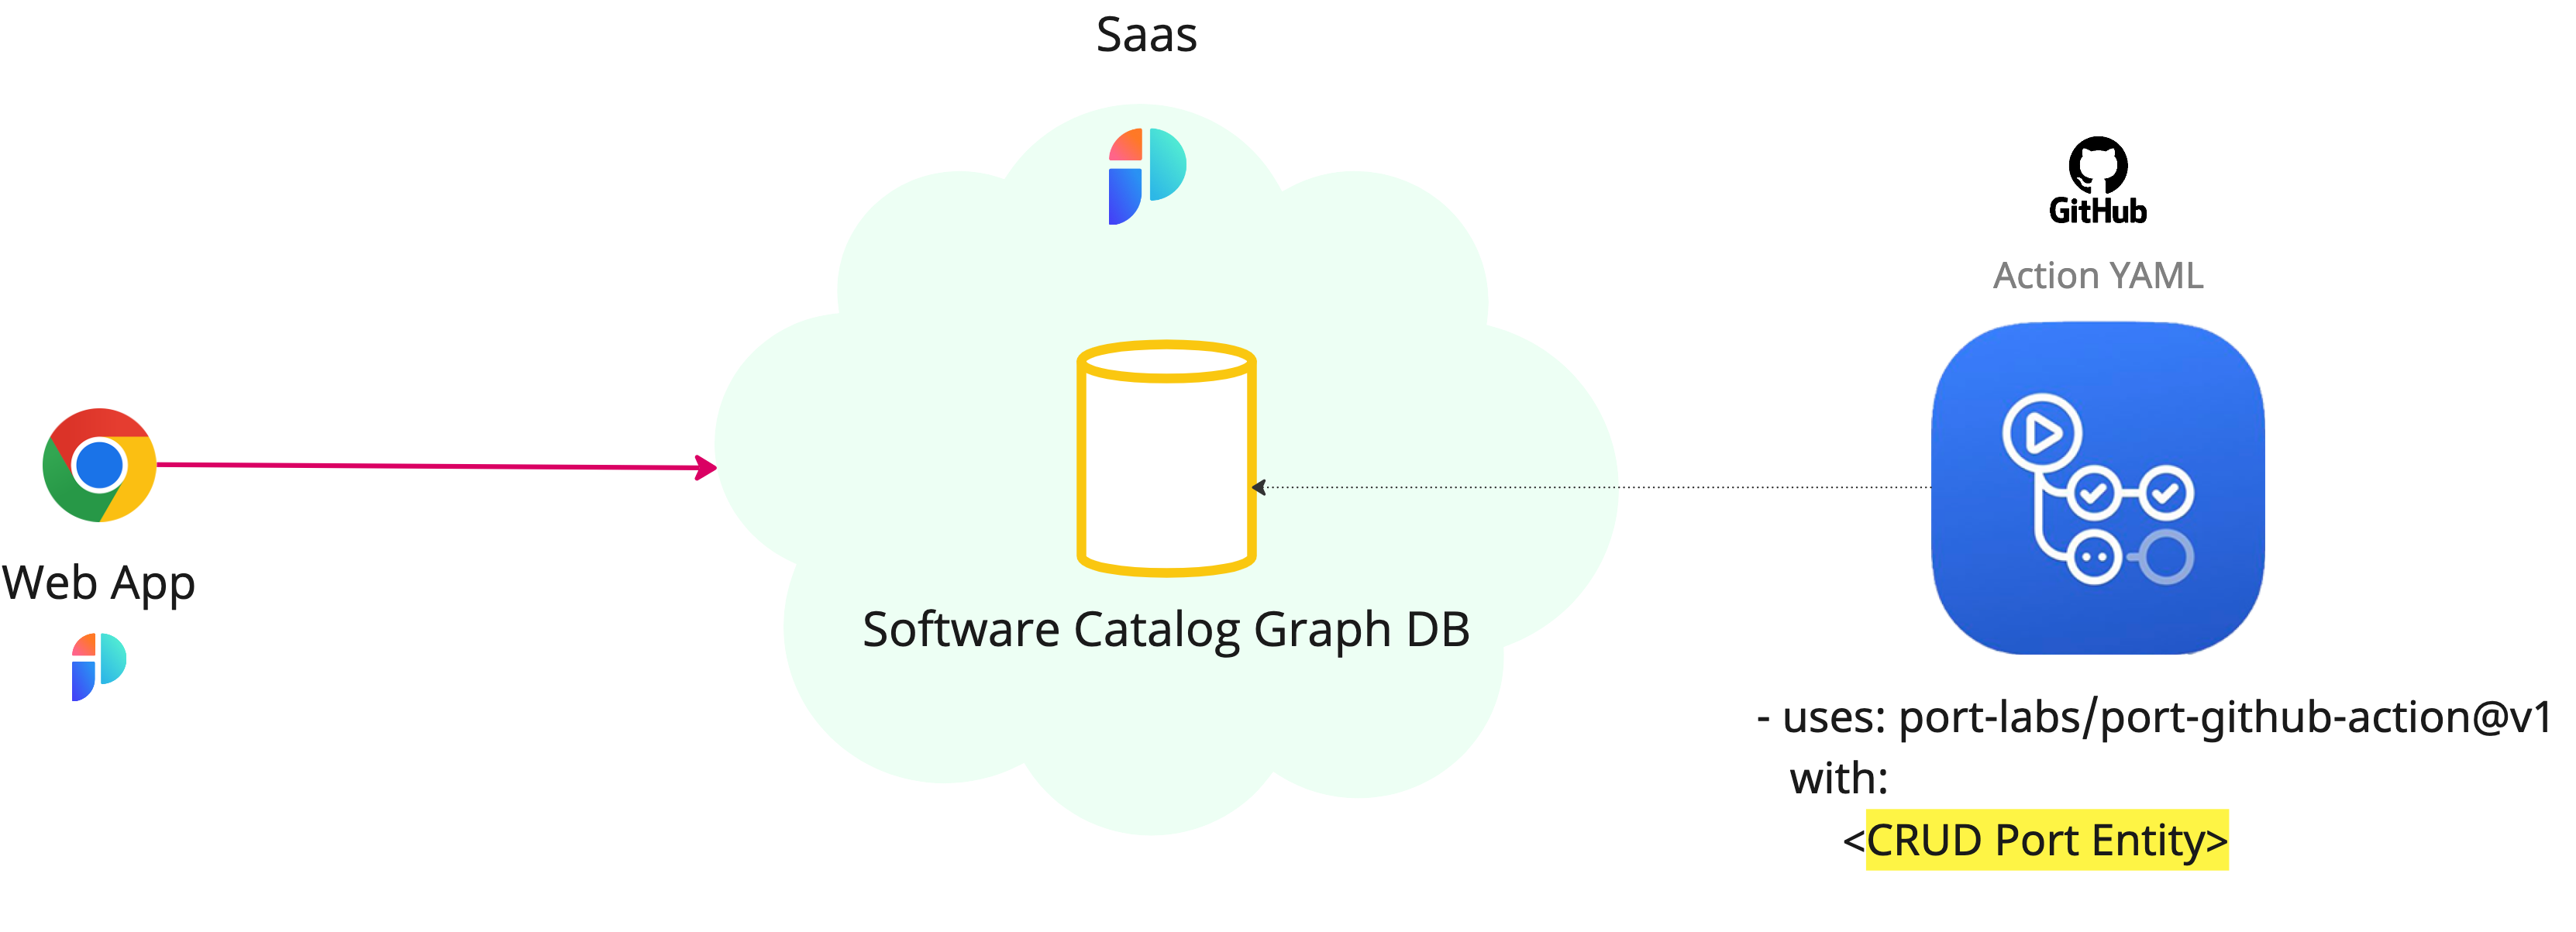 Saas
GitHub
Action YAML
Web App
Software Catalog Graph DB
- uses: port-labs/port-github-action@v1
with:
<CRUD Port Entity>